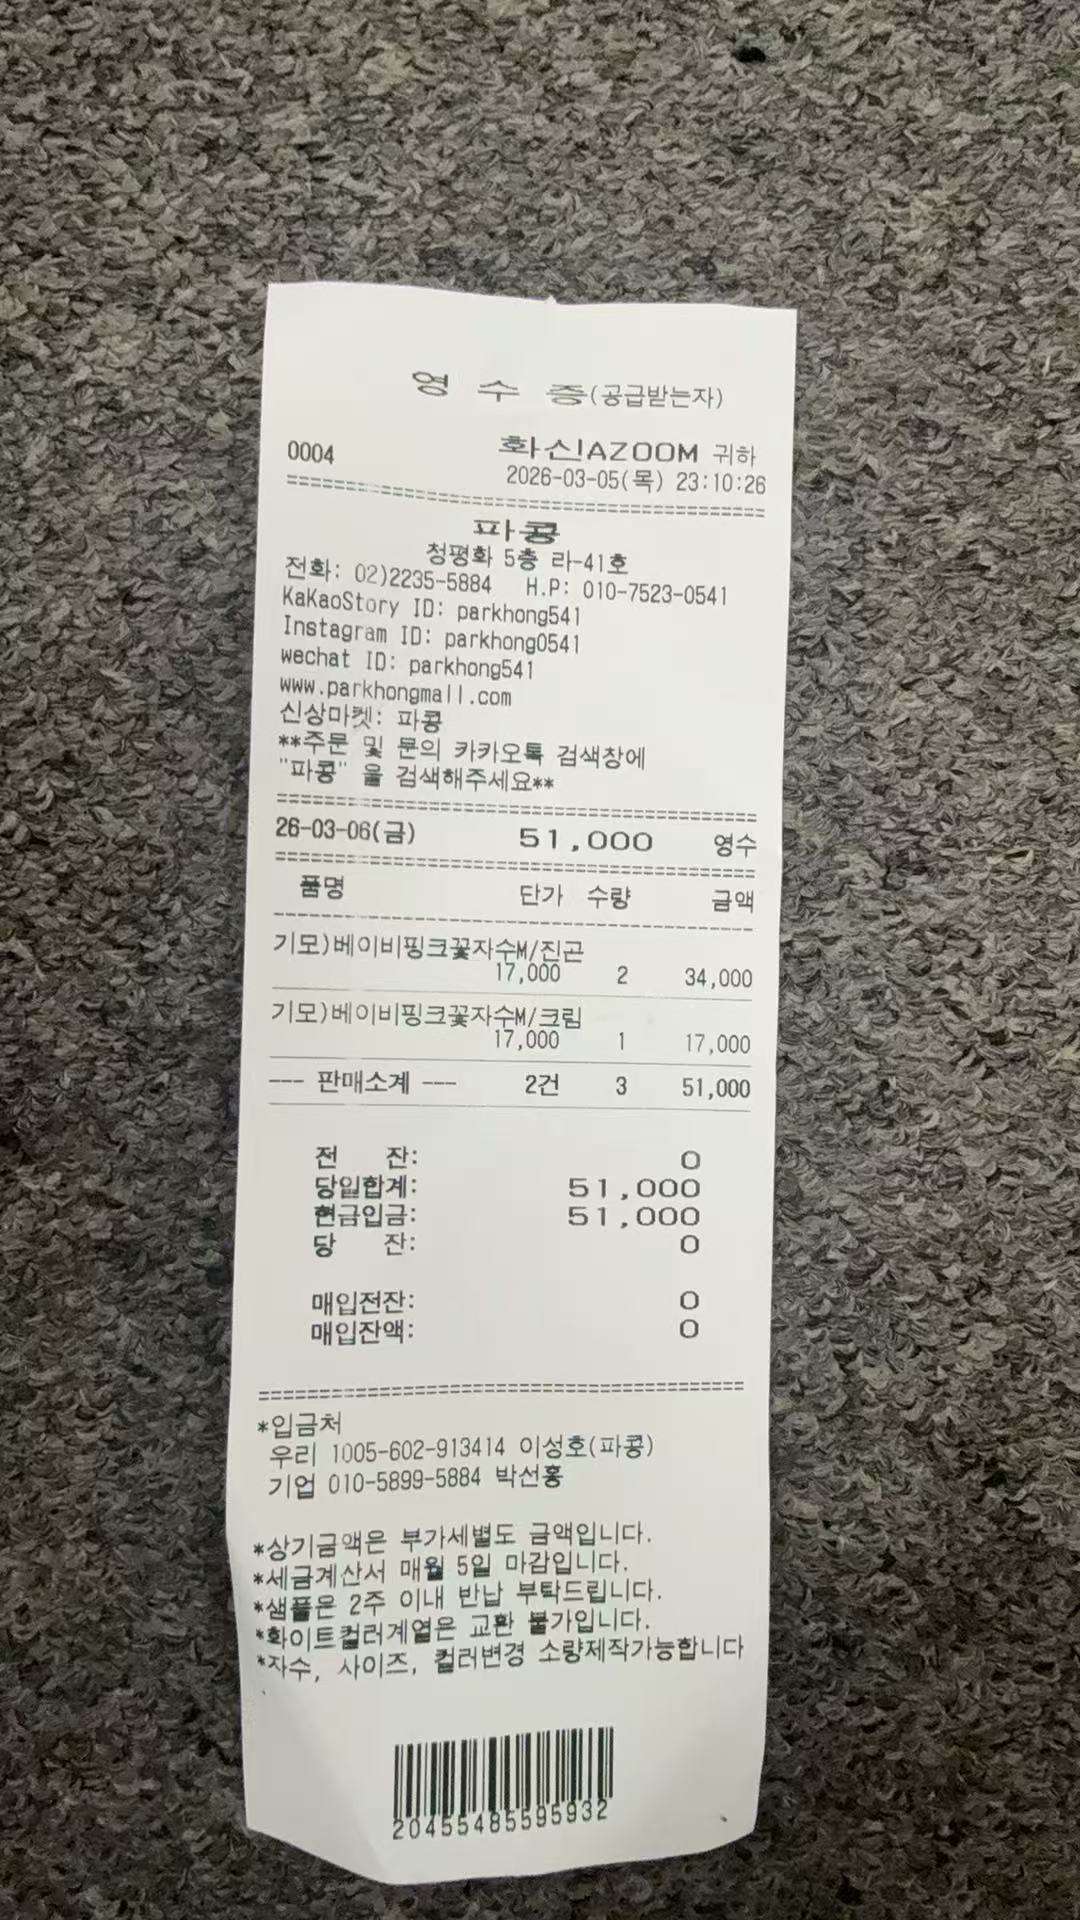 영 수 증(공급받는자)
0004 화신AZOOM 귀하
2026-03-05(목) 23:10:26
파콩
청평화 5층 라-41호
전화: 02)2235-5884 H.P: 010-7523-0541
KaKaoStory ID: parkhong541
Instagram ID: parkhong0541
wechat ID: parkhong541
www.parkhongmall.com
신상마켓: 파콩
**주문 및 문의 카카오톡 검색창에
"파콩" 을 검색해주세요**
26-03-06(금) 51,000 영수
품명 단가 수량 금액
기모)베이비핑크꽃자수M/진곤
17,000 2 34,000
기모)베이비핑크꽃자수M/크림
17,000 1 17,000
--- 판매소계 --- 2건 3 51,000
전 잔: 0
당일합계: 51,000
현금입금: 51,000
당 잔: 0
매입전잔: 0
매입잔액: 0
*입금처
우리 1005-602-913414 이성호(파콩)
기업 010-5899-5884 박선홍
*상기금액은 부가세별도 금액입니다.
*세금계산서 매월 5일 마감입니다.
*샘플은 2주 이내 반납 부탁드립니다.
*화이트컬러계열은 교환 불가입니다.
*자수, 사이즈, 컬러변경 소량제작가능합니다
20455485595932